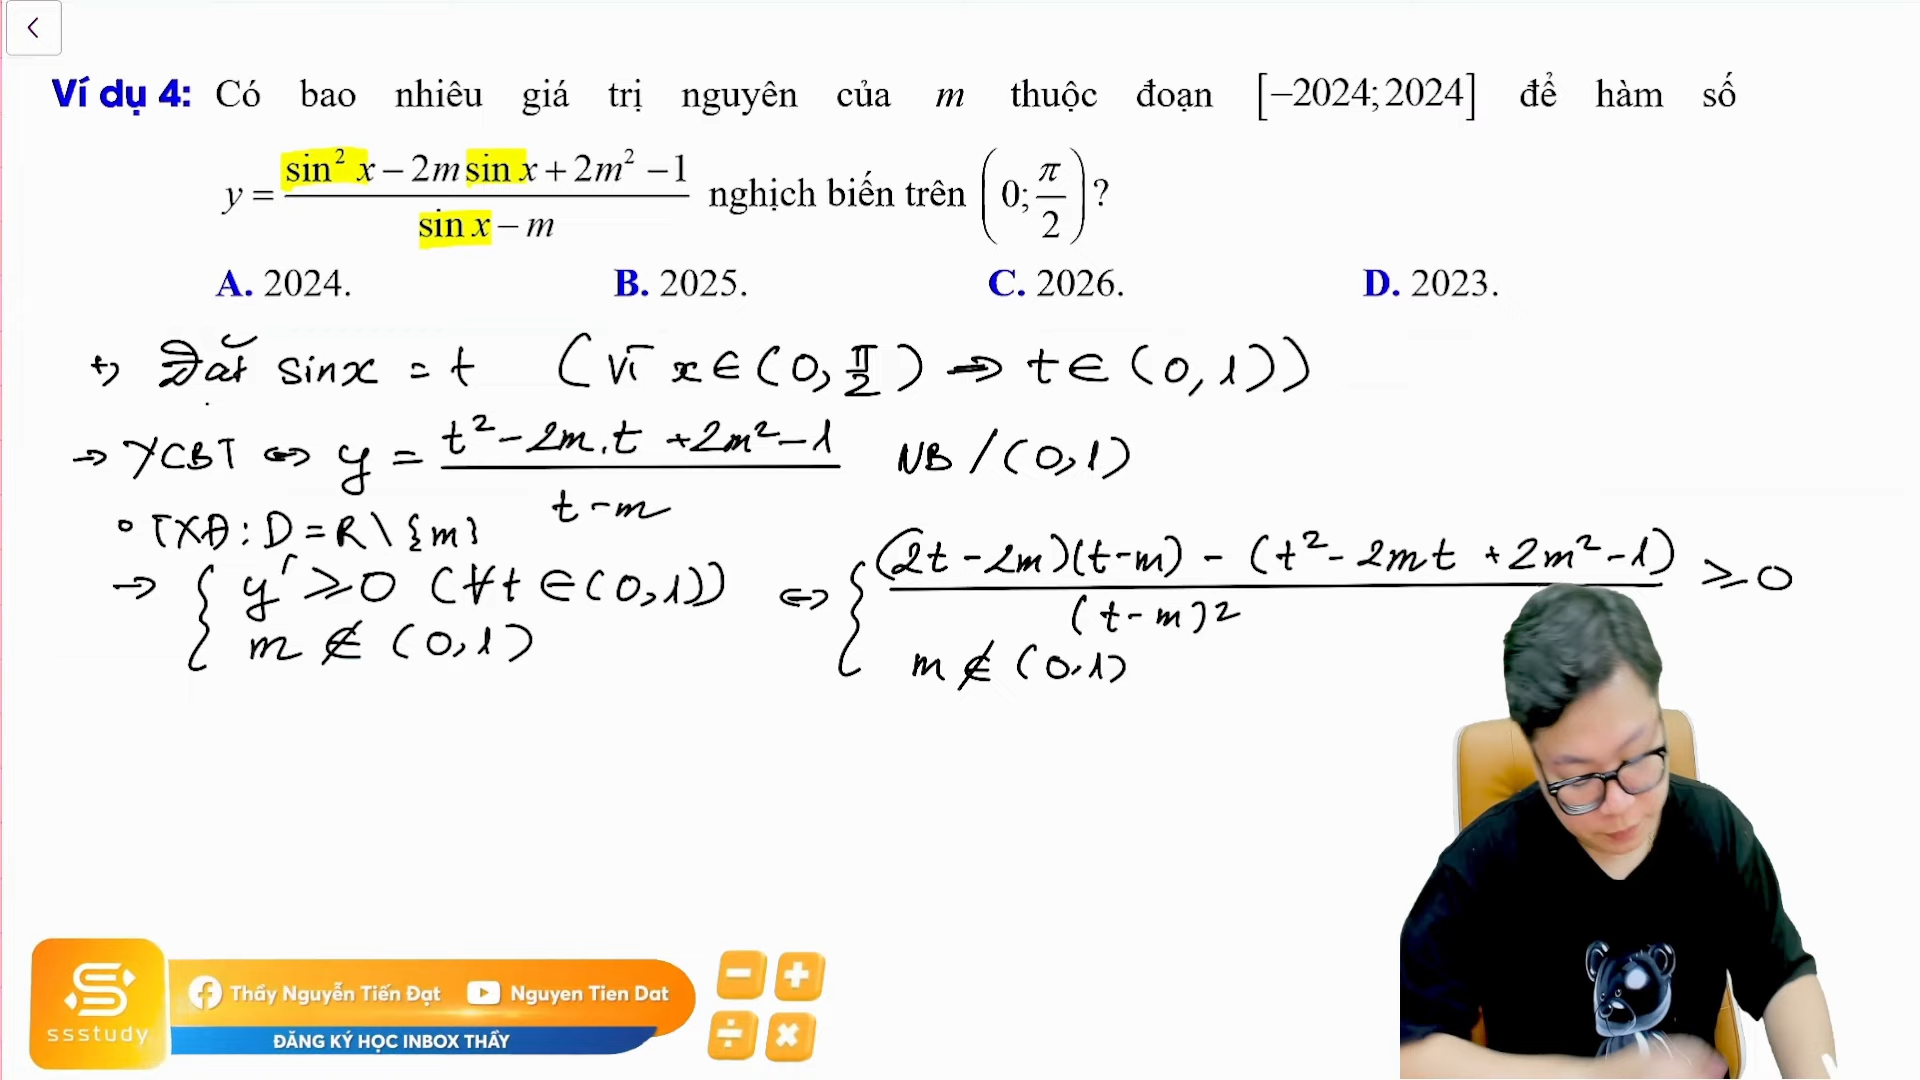 Ví dụ 4: Có bao nhiêu giá trị nguyên của m thuộc đoạn [−2024; 2024] để hàm số
y = (sin² x − 2m sin x + 2m² − 1) / (sin x − m) nghịch biến trên (0; π/2)?
A. 2024. B. 2025. C. 2026. D. 2023.
+) Đặt sinx = t (vì x ∈ (0, π/2) → t ∈ (0, 1))
→ YCBT ⇔ y = (t² − 2m.t + 2m² − 1) / (t − m) NB / (0, 1)
• TXĐ: D = R \ {m}
→ { y' ≥ 0 (∀t ∈ (0, 1)) ⇔ { ((2t − 2m)(t − m) − (t² − 2mt + 2m² − 1)) / (t − m)² ≥ 0
m ∉ (0, 1) m ∉ (0, 1)
Thầy Nguyễn Tiến Đạt Nguyen Tien Dat
ssstudy
ĐĂNG KÝ HỌC INBOX THẦY